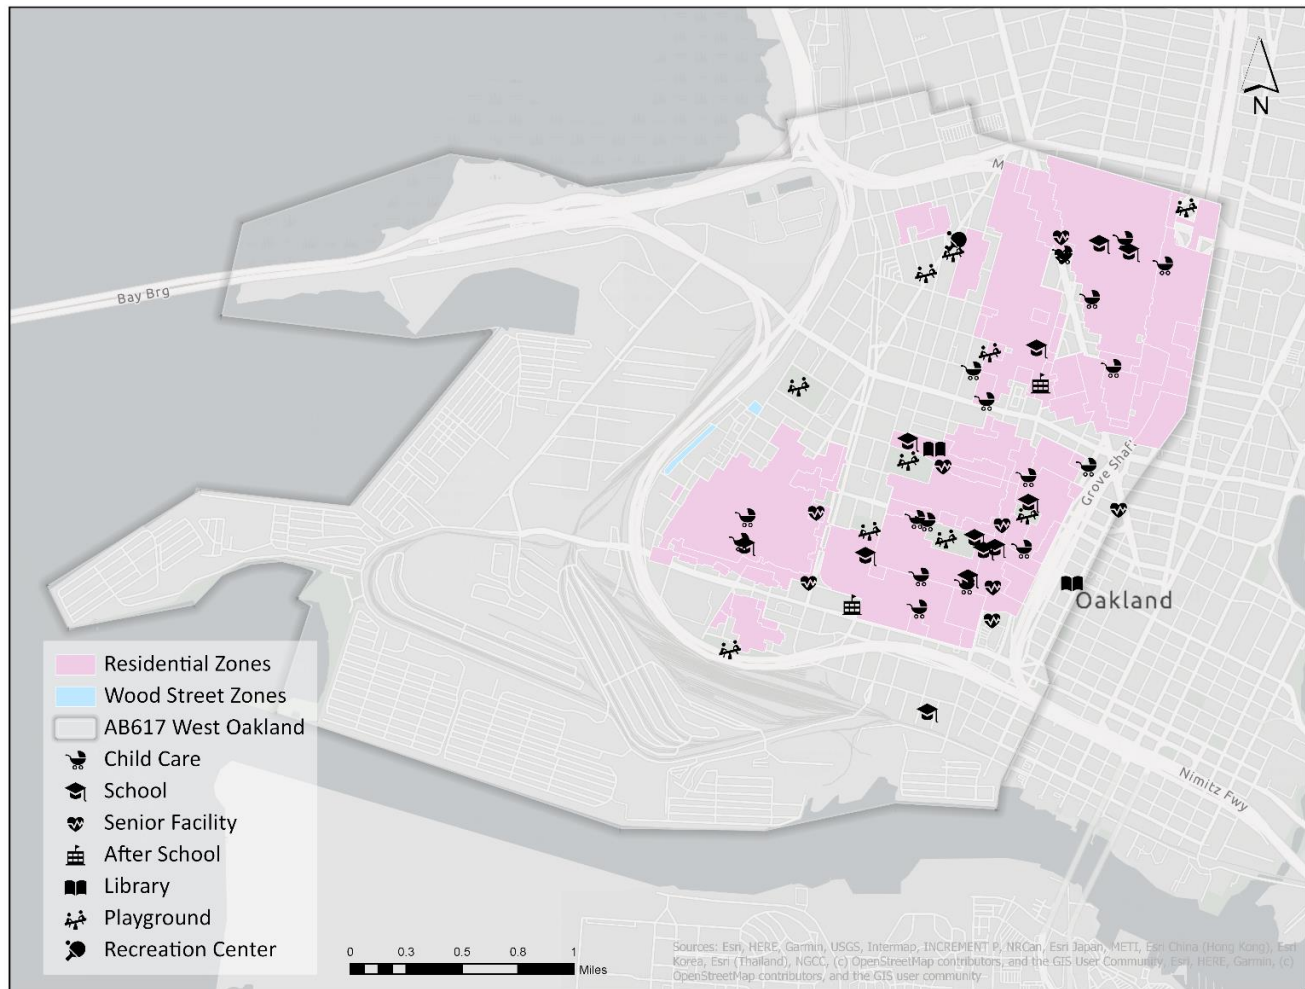 N
M
Bay Brg
Grove Shaft
Oakland
Nimitz Fwy
Residential Zones
Wood Street Zones
AB617 West Oakland
Child Care
School
Senior Facility
After School
Library
Playground
Recreation Center
0 0.3 0.5 0.8 1
Miles
Sources: Esri, HERE, Garmin, USGS, Intermap, INCREMENT P, NRCan, Esri Japan, METI, Esri China (Hong Kong), Esri
Korea, Esri (Thailand), NGCC, (c) OpenStreetMap contributors, and the GIS User Community, Esri, HERE, Garmin, (c)
OpenStreetMap contributors, and the GIS user community